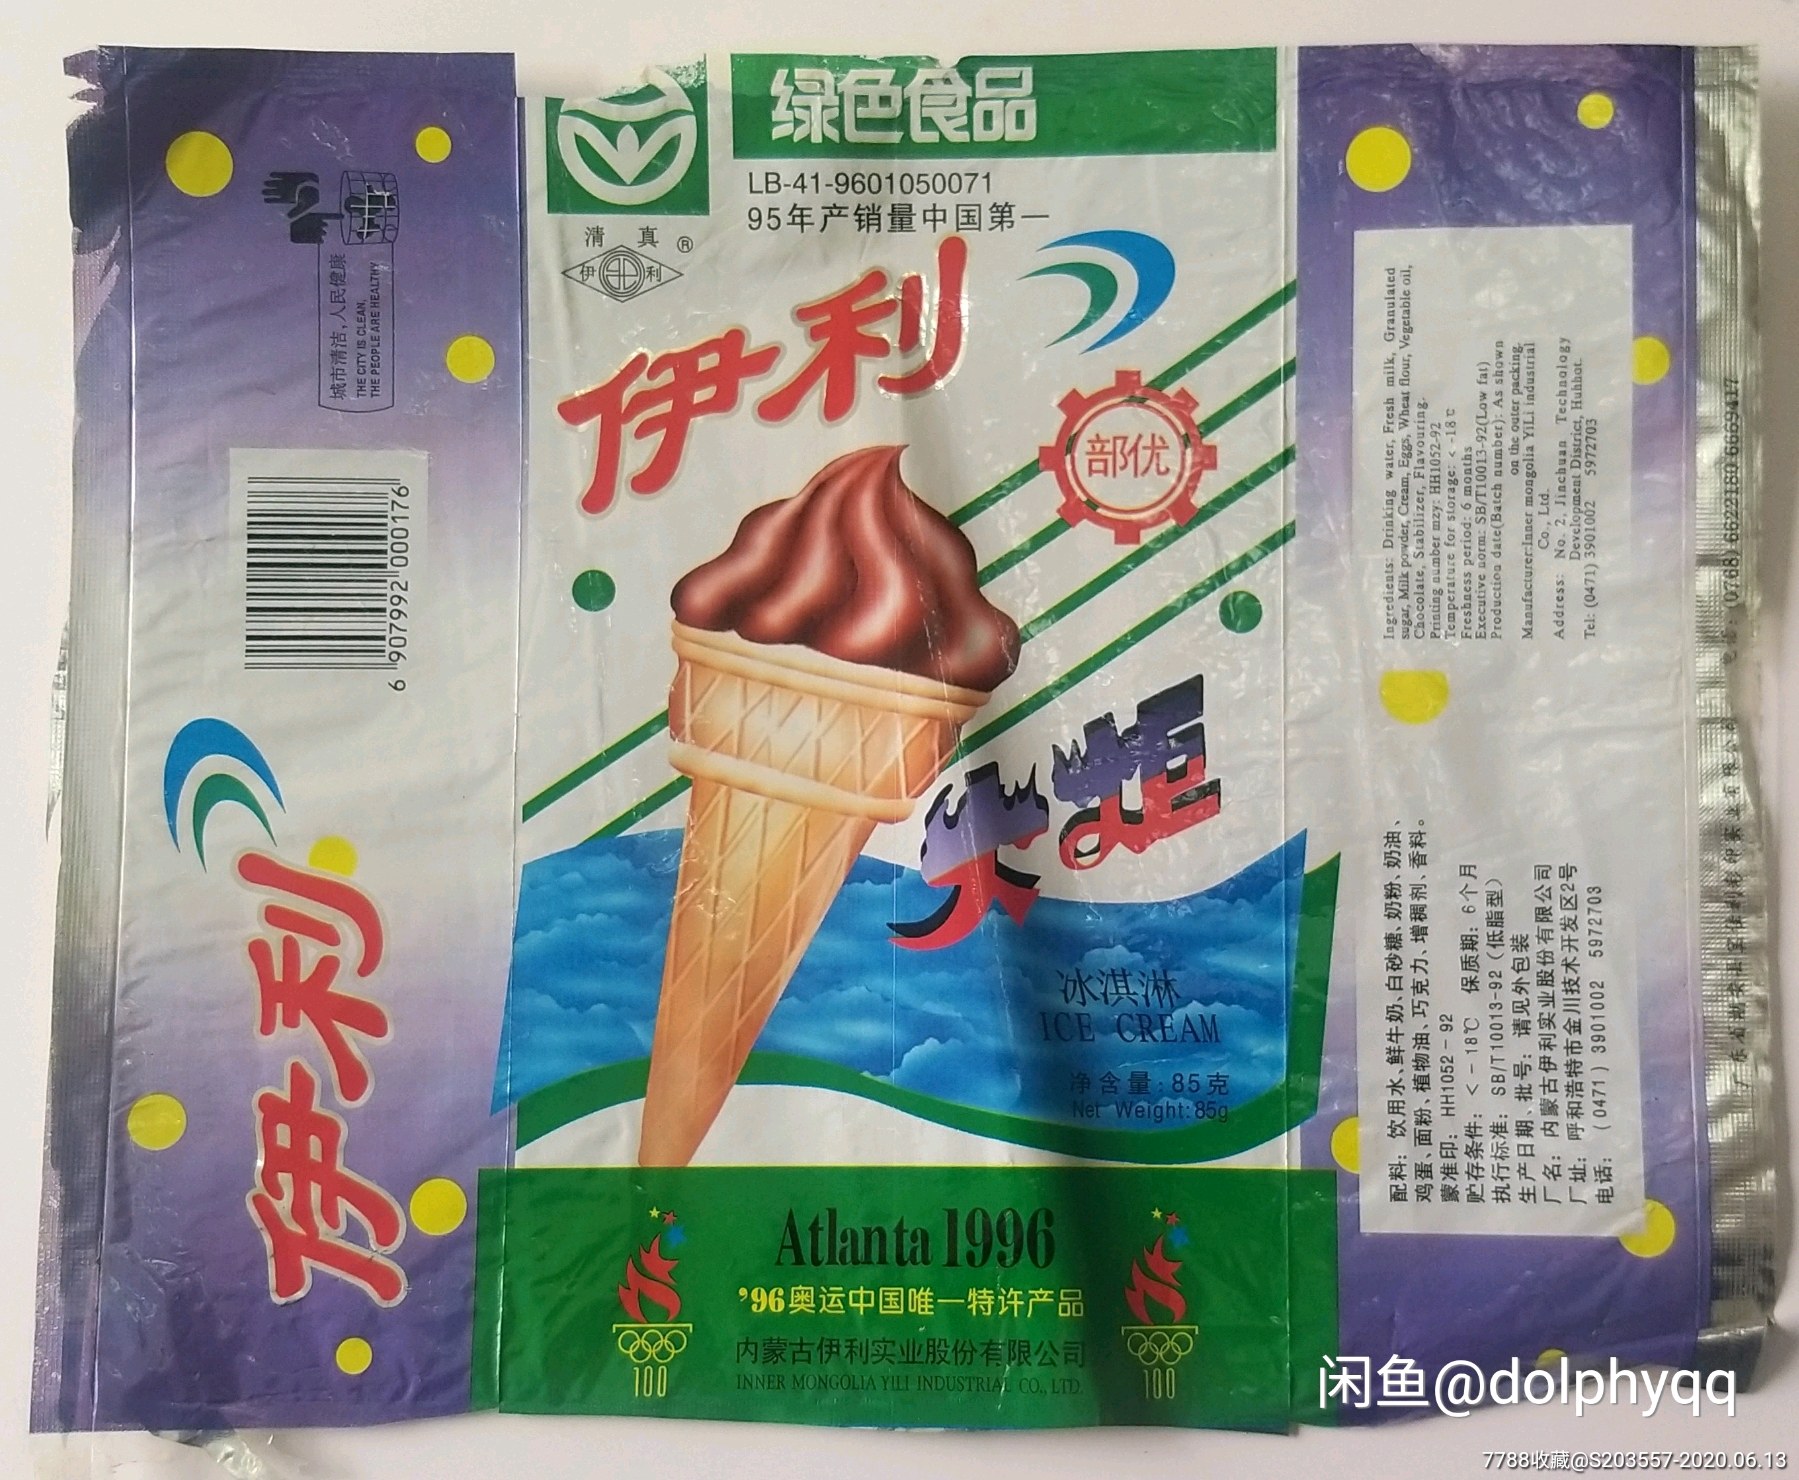 绿色食品
LB-41-9601050071
95年产销量中国第一
清真
®
伊利
伊利
部优
火炬
冰淇淋
ICE CREAM
净含量:85克
Net Weight:85g
Atlanta 1996
’96奥运中国唯一特许产品
内蒙古伊利实业股份有限公司
INNER MONGOLIA YILI INDUSTRIAL CO., LTD.
100
100
城市清洁,人民健康
THE CITY IS CLEAN,
THE PEOPLE ARE HEALTHY
6 907992 000176
伊利
Ingredients: Drinking water, Fresh milk, Granulated
sugar, Milk powder, Cream, Eggs, Wheat flour, Vegetable oil,
Chocolate, Stabilizer, Flavouring.
Printing number mzy: HH1052-92
Temperature for storage: < -18℃
Freshness period: 6 months
Executive norm: SB/T10013-92(Low fat)
Production date(Batch number): As shown
on the outer packing.
Manufacturer:Inner mongolia YiLi industrial
Co., Ltd.
Address: No. 2, Jinchuan Technology
Development District, Huhhot.
Tel: (0471) 3901002 5972703
配料: 饮用水、鲜牛奶、白砂糖、奶粉、奶油、
鸡蛋、面粉、植物油、巧克力、增稠剂、香料。
蒙准印: HH1052-92
贮存条件: <-18℃ 保质期: 6个月
执行标准: SB/T10013-92 (低脂型)
生产日期、批号: 请见外包装
厂名: 内蒙古伊利实业股份有限公司
厂址: 呼和浩特市金川技术开发区2号
电话: (0471) 3901002 5972703
(0768) 6622180 6669417
闲鱼@dolphyqq
7788收藏@S203557-2020.06.13